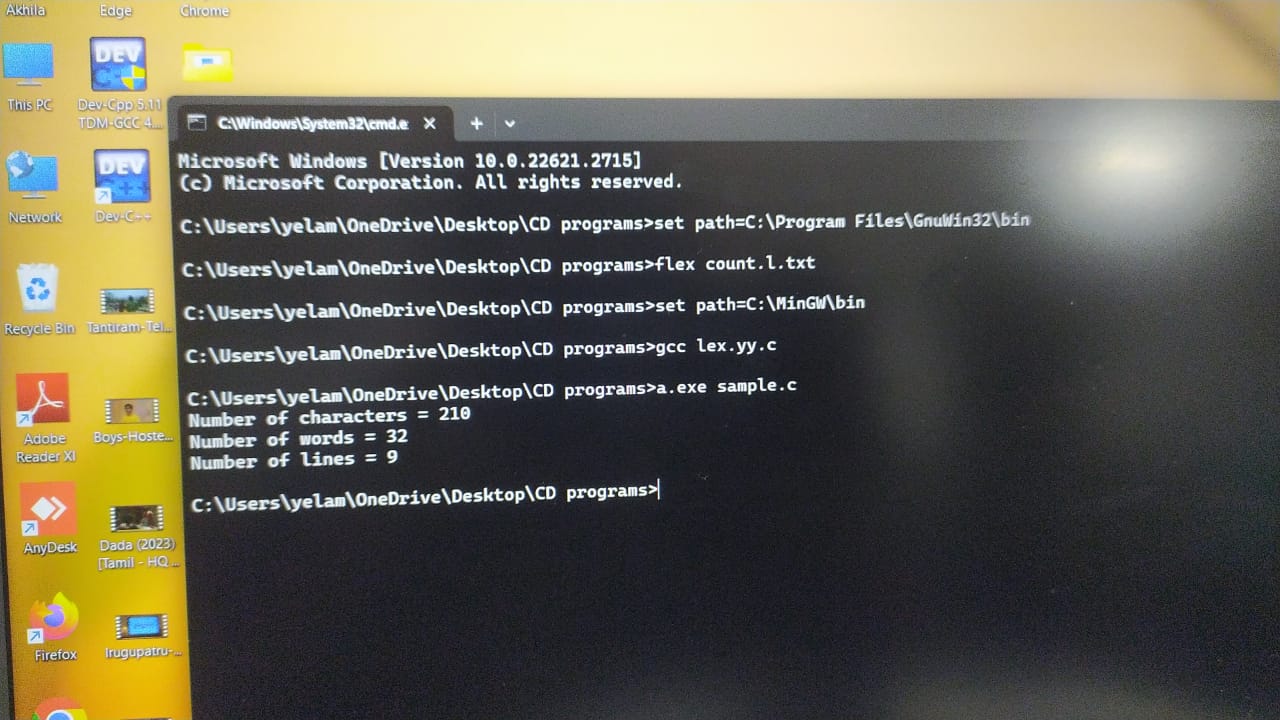 Akhila
Edge
Chrome
This PC
DEV
C++
Dev-Cpp 5.11
TDM-GCC 4....
Network
DEV
C++
Dev-C++
Recycle Bin
Tantiram-Tel...
Adobe
Reader XI
Boys-Hoste...
AnyDesk
Dada (2023)
[Tamil - HQ ...
Firefox
Irugupatru-...
C:\Windows\System32\cmd.e
Microsoft Windows [Version 10.0.22621.2715]
(c) Microsoft Corporation. All rights reserved.
C:\Users\yelam\OneDrive\Desktop\CD programs>set path=C:\Program Files\GnuWin32\bin
C:\Users\yelam\OneDrive\Desktop\CD programs>flex count.l.txt
C:\Users\yelam\OneDrive\Desktop\CD programs>set path=C:\MinGW\bin
C:\Users\yelam\OneDrive\Desktop\CD programs>gcc lex.yy.c
C:\Users\yelam\OneDrive\Desktop\CD programs>a.exe sample.c
Number of characters = 210
Number of words = 32
Number of lines = 9
C:\Users\yelam\OneDrive\Desktop\CD programs>